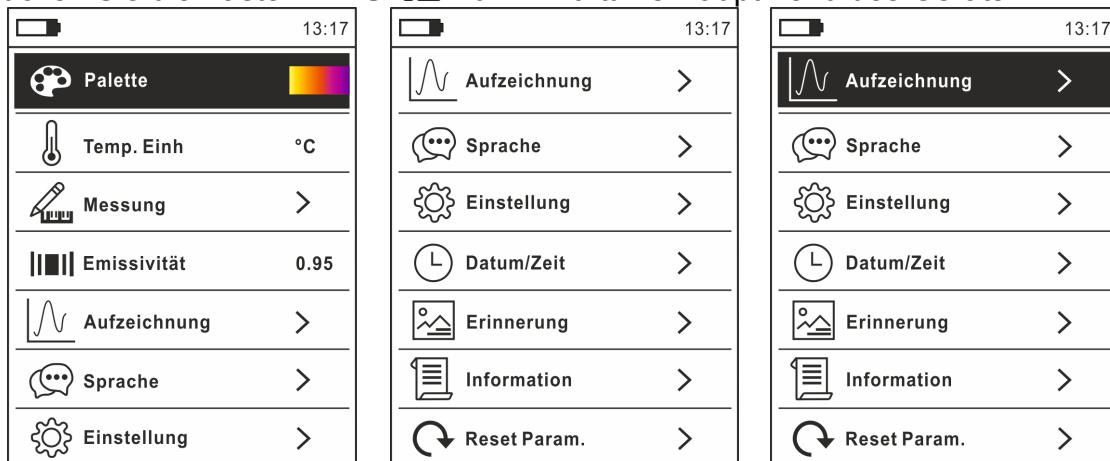 13:17
Palette
Temp. Einh °C
Messung >
Emissivität 0.95
Aufzeichnung >
Sprache >
Einstellung >
13:17
Aufzeichnung >
Sprache >
Einstellung >
Datum/Zeit >
Erinnerung >
Information >
Reset Param. >
13:17
Aufzeichnung >
Sprache >
Einstellung >
Datum/Zeit >
Erinnerung >
Information >
Reset Param. >